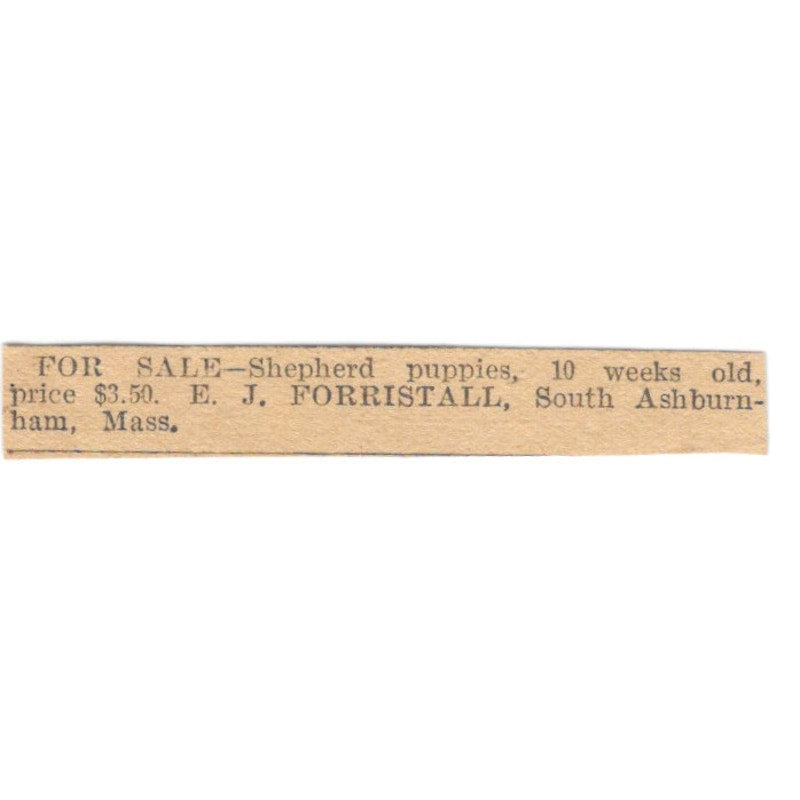 FOR SALE—Shepherd puppies, 10 weeks old,
price $3.50. E. J. FORRISTALL, South Ashburn-
ham, Mass.